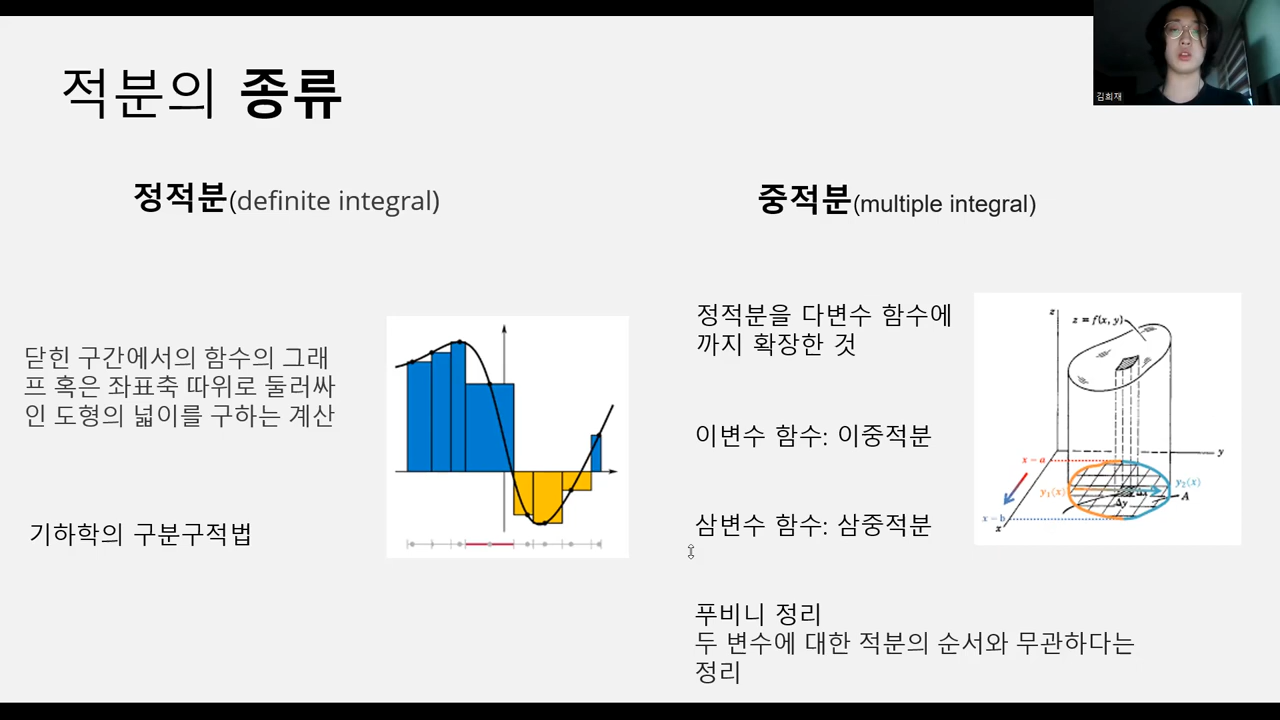 적분의 종류
김희재
정적분(definite integral)
중적분(multiple integral)
닫힌 구간에서의 함수의 그래
프 혹은 좌표축 따위로 둘러싸
인 도형의 넓이를 구하는 계산
기하학의 구분구적법
정적분을 다변수 함수에
까지 확장한 것
이변수 함수: 이중적분
삼변수 함수: 삼중적분
푸비니 정리
두 변수에 대한 적분의 순서와 무관하다는
정리
z
z = f(x, y)
y
x = a
y₁(x)
y₂(x)
Δx
Δy
A
x = b
x